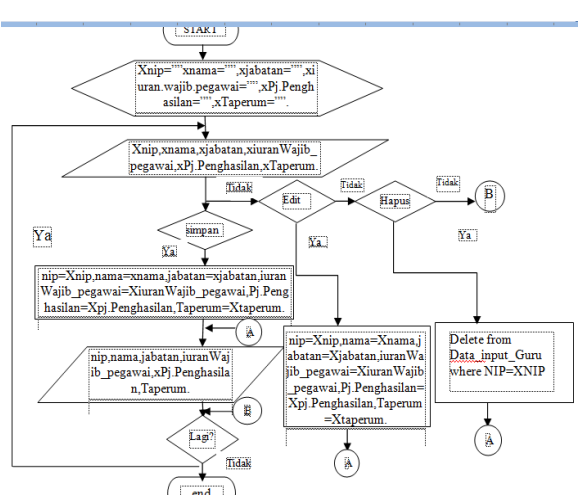 START
Xnip=””xnama=””,xjabatan=””,xi
uran.wajib.pegawai=””,xPj.Pengh
asilan=””,xTaperum=””.
Xnip,xnama,xjabatan,xiuranWajib_
pegawai,xPj.Penghasilan,xTaperum.
Tidak
Edit
Tidak
Hapus
Tidak
B
simpan
Ya
Ya
Ya
Ya
nip=Xnip,nama=xnama,jabatan=xjabatan,iuran
Wajib_pegawai=XiuranWajib_pegawai,Pj.Peng
hasilan=Xpj.Penghasilan,Taperum=Xtaperum.
A
nip,nama,jabatan,iuranWaj
ib_pegawai,xPj.Penghasila
n,Taperum.
B
Lagi?
Tidak
end
nip=Xnip,nama=Xnama,j
abatan=Xjabatan,iuranWa
jib_pegawai=XiuranWajib
_pegawai,Pj.Penghasilan=
Xpj.Penghasilan,Taperum
=Xtaperum.
A
Delete from
Data_input_Guru
where NIP=XNIP
A